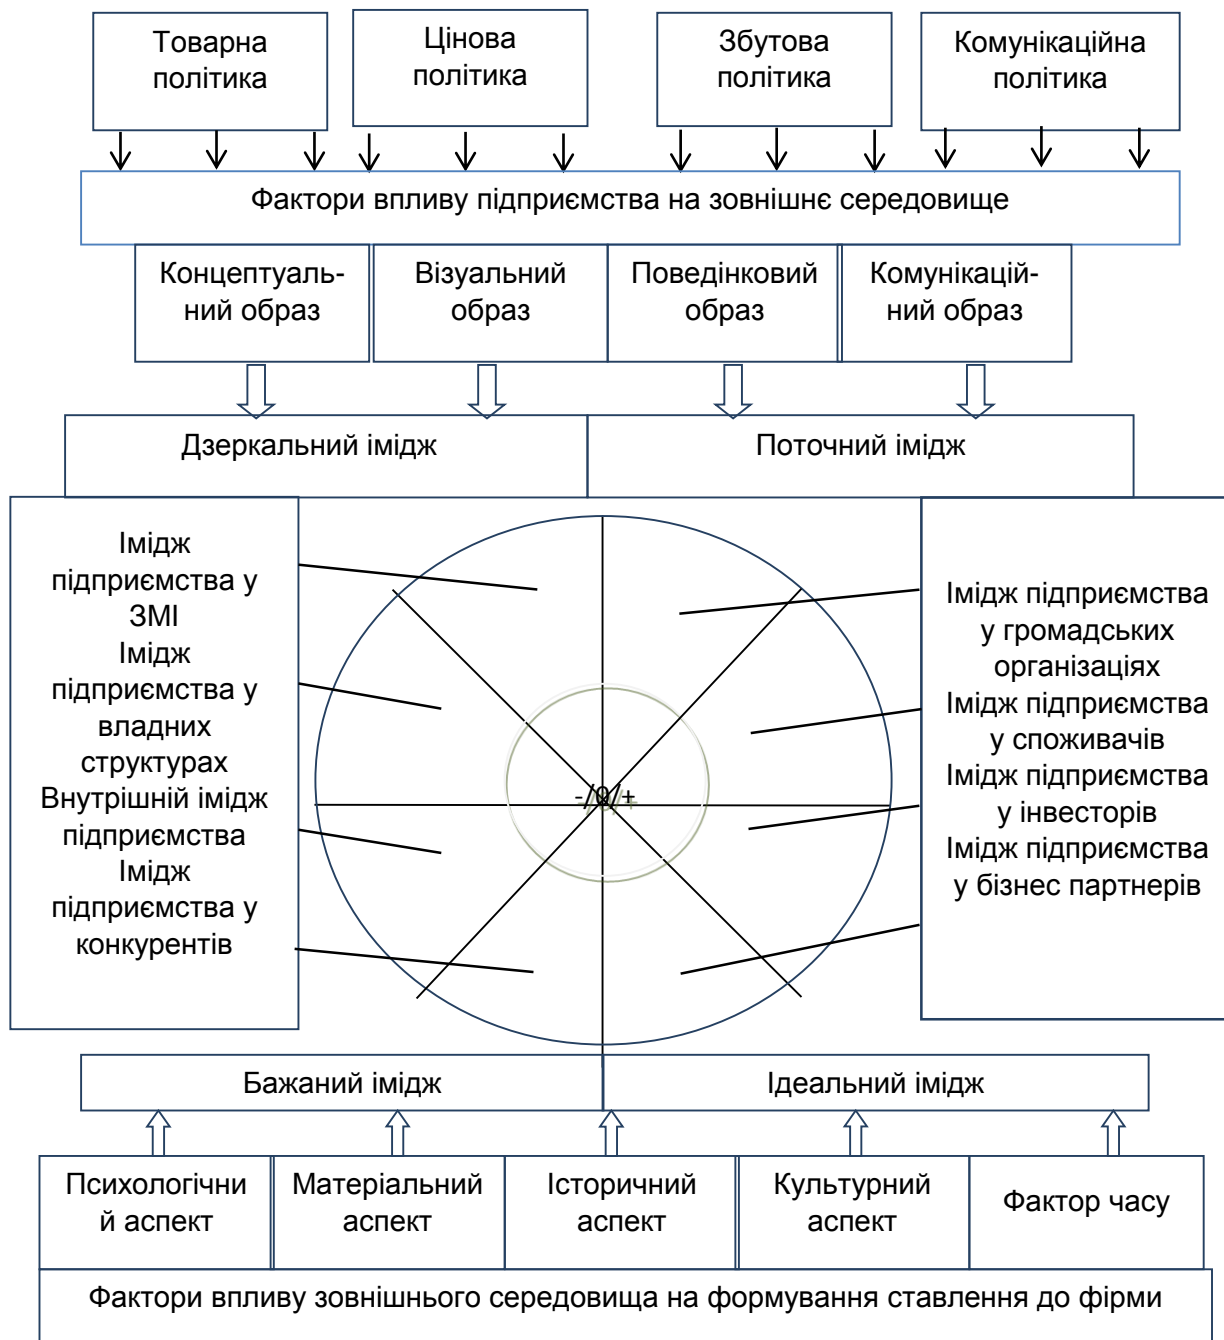 Товарна
політика
Цінова
політика
Збутова
політика
Комунікаційна
політика
Фактори впливу підприємства на зовнішнє середовище
Концептуаль-
ний образ
Візуальний
образ
Поведінковий
образ
Комунікацій-
ний образ
Дзеркальний імідж
Поточний імідж
Імідж
підприємства у
ЗМІ
Імідж
підприємства у
владних
структурах
Внутрішній імідж
підприємства
Імідж
підприємства у
конкурентів
-/0/+
Імідж підприємства
у громадських
організаціях
Імідж підприємства
у споживачів
Імідж підприємства
у інвесторів
Імідж підприємства
у бізнес партнерів
Бажаний імідж
Ідеальний імідж
Психологічни
й аспект
Матеріальний
аспект
Історичний
аспект
Культурний
аспект
Фактор часу
Фактори впливу зовнішнього середовища на формування ставлення до фірми